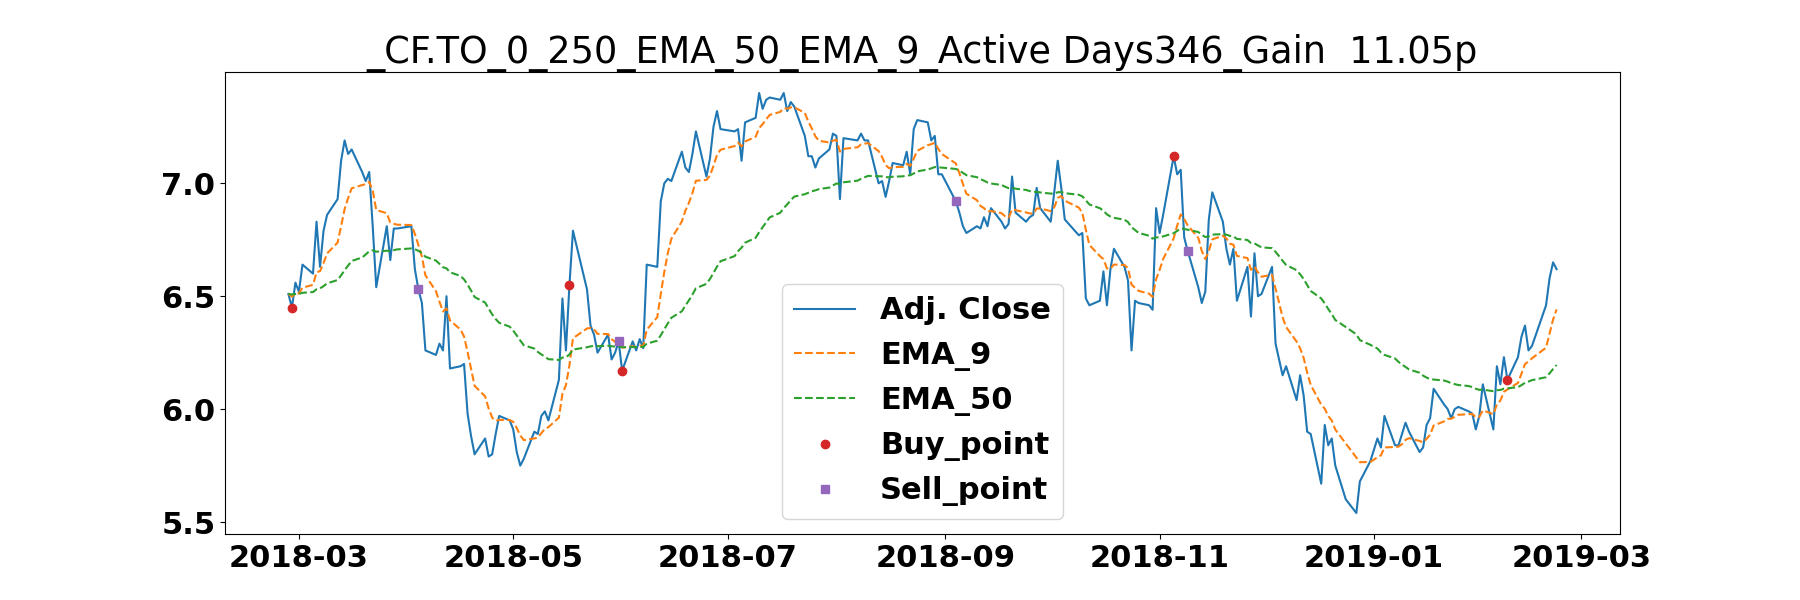 _CF.TO_0_250_EMA_50_EMA_9_Active Days346_Gain  11.05p
7.0
6.5
6.0
5.5
Adj. Close
EMA_9
EMA_50
Buy_point
Sell_point
2018-03 2018-05 2018-07 2018-09 2018-11 2019-01 2019-03